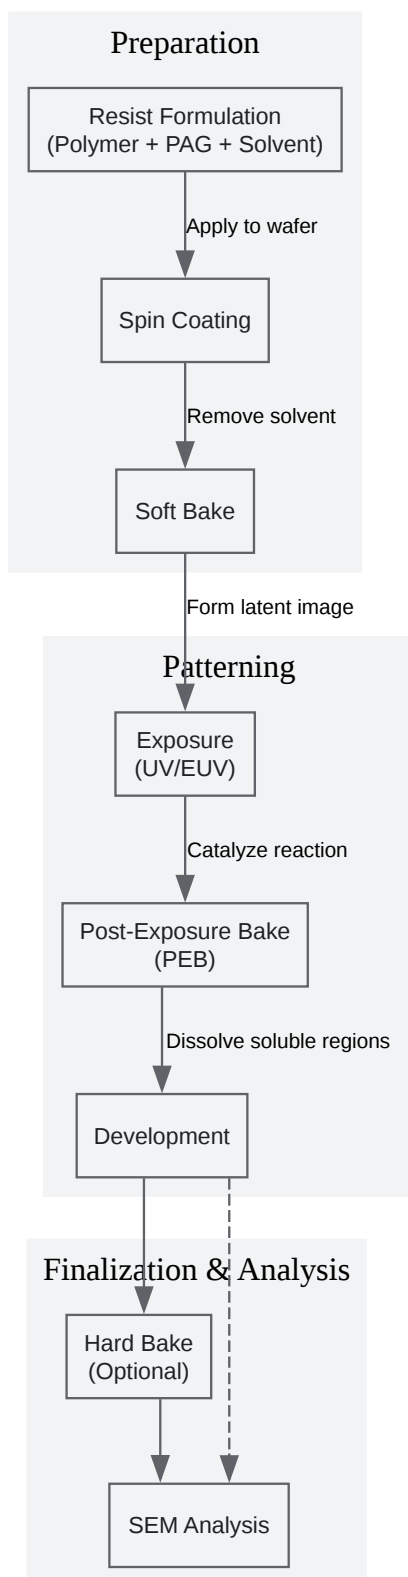 Preparation
Resist Formulation
(Polymer + PAG + Solvent)
Apply to wafer
Spin Coating
Remove solvent
Soft Bake
Form latent image
Patterning
Exposure
(UV/EUV)
Catalyze reaction
Post-Exposure Bake
(PEB)
Dissolve soluble regions
Development
Finalization & Analysis
Hard Bake
(Optional)
SEM Analysis